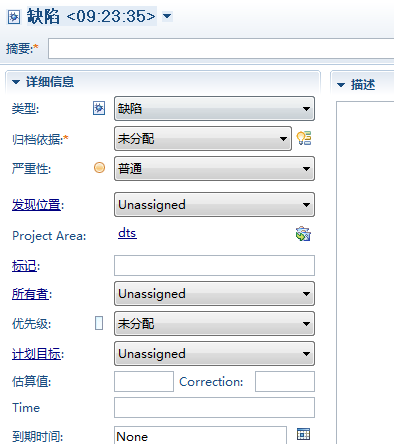 缺陷 <09:23:35>
摘要:*
详细信息
描述
类型: 缺陷
归档依据:* 未分配
严重性: 普通
发现位置: Unassigned
Project Area: dts
标记:
所有者: Unassigned
优先级: 未分配
计划目标: Unassigned
估算值: Correction:
Time
到期时间: None